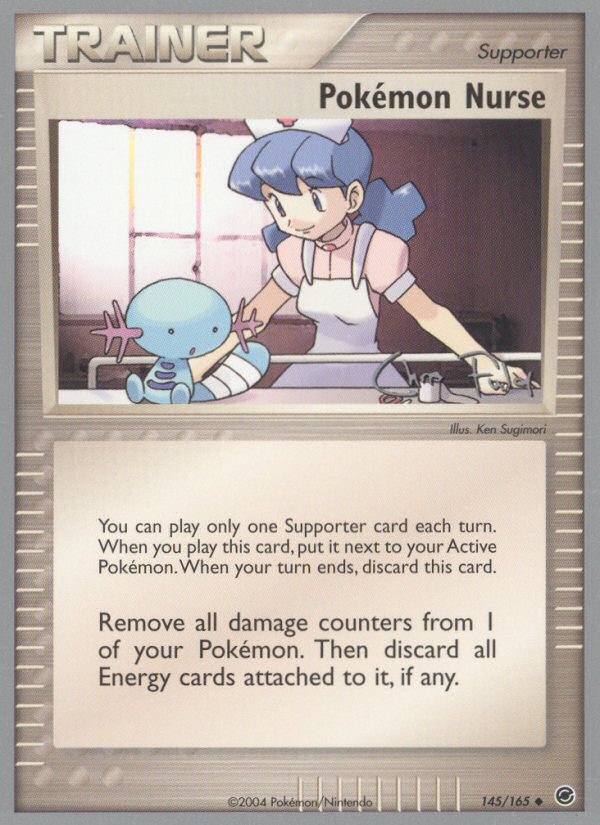 TRAINER
Supporter
Pokémon Nurse
Illus. Ken Sugimori
You can play only one Supporter card each turn.
When you play this card, put it next to your Active
Pokémon. When your turn ends, discard this card.
Remove all damage counters from 1
of your Pokémon. Then discard all
Energy cards attached to it, if any.
©2004 Pokémon/Nintendo
145/165